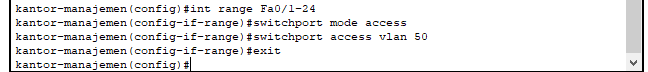 kantor-manajemen(config)#int range Fa0/1-24
kantor-manajemen(config-if-range)#switchport mode access
kantor-manajemen(config-if-range)#switchport access vlan 50
kantor-manajemen(config-if-range)#exit
kantor-manajemen(config)#